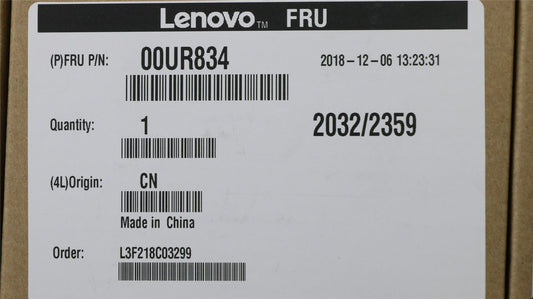 Lenovo™ FRU
(P)FRU P/N: 00UR834 2018-12-06 13:23:31
Quantity: 1 2032/2359
(4L)Origin: CN
Made in China
Order: L3F218C03299